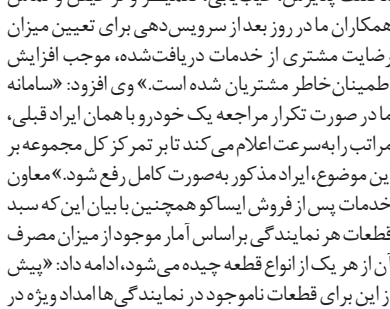 همکاران ما در روز بعد از سرویس‌دهی برای تعیین میزان
رضایت مشتری از خدمات دریافت‌شده، موجب افزایش
طمینان‌خاطر مشتریان شده است.» وی افزود: «سامانه
ما در صورت تکرار مراجعه یک خودرو با همان ایراد قبلی،
مراتب را به‌سرعت اعلام می‌کند تا بر تمرکز کل مجموعه بر
ین موضوع، ایراد مذکور به‌صورت کامل رفع شود.» معاون
خدمات پس از فروش ایساکو همچنین با بیان این که سبد
قطعات هر نمایندگی براساس آمار موجود از میزان مصرف
آن از هر یک از انواع قطعه چیده می‌شود، ادامه داد: «پیش
ز این برای قطعات ناموجود در نمایندگی‌ها امداد ویژه در